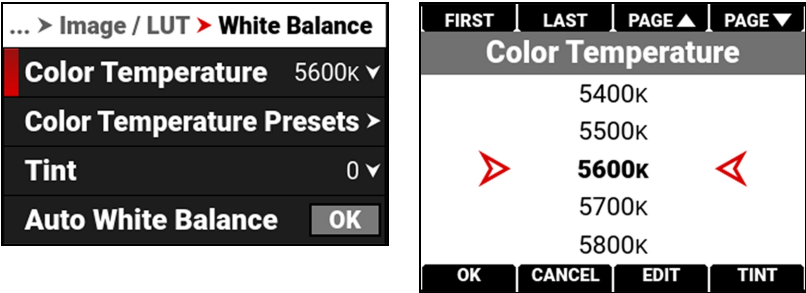 ... > Image / LUT > White Balance
Color Temperature 5600K
Color Temperature Presets >
Tint 0
Auto White Balance OK
FIRST LAST PAGE▲ PAGE▼
Color Temperature
5400K
5500K
5600K
5700K
5800K
OK CANCEL EDIT TINT